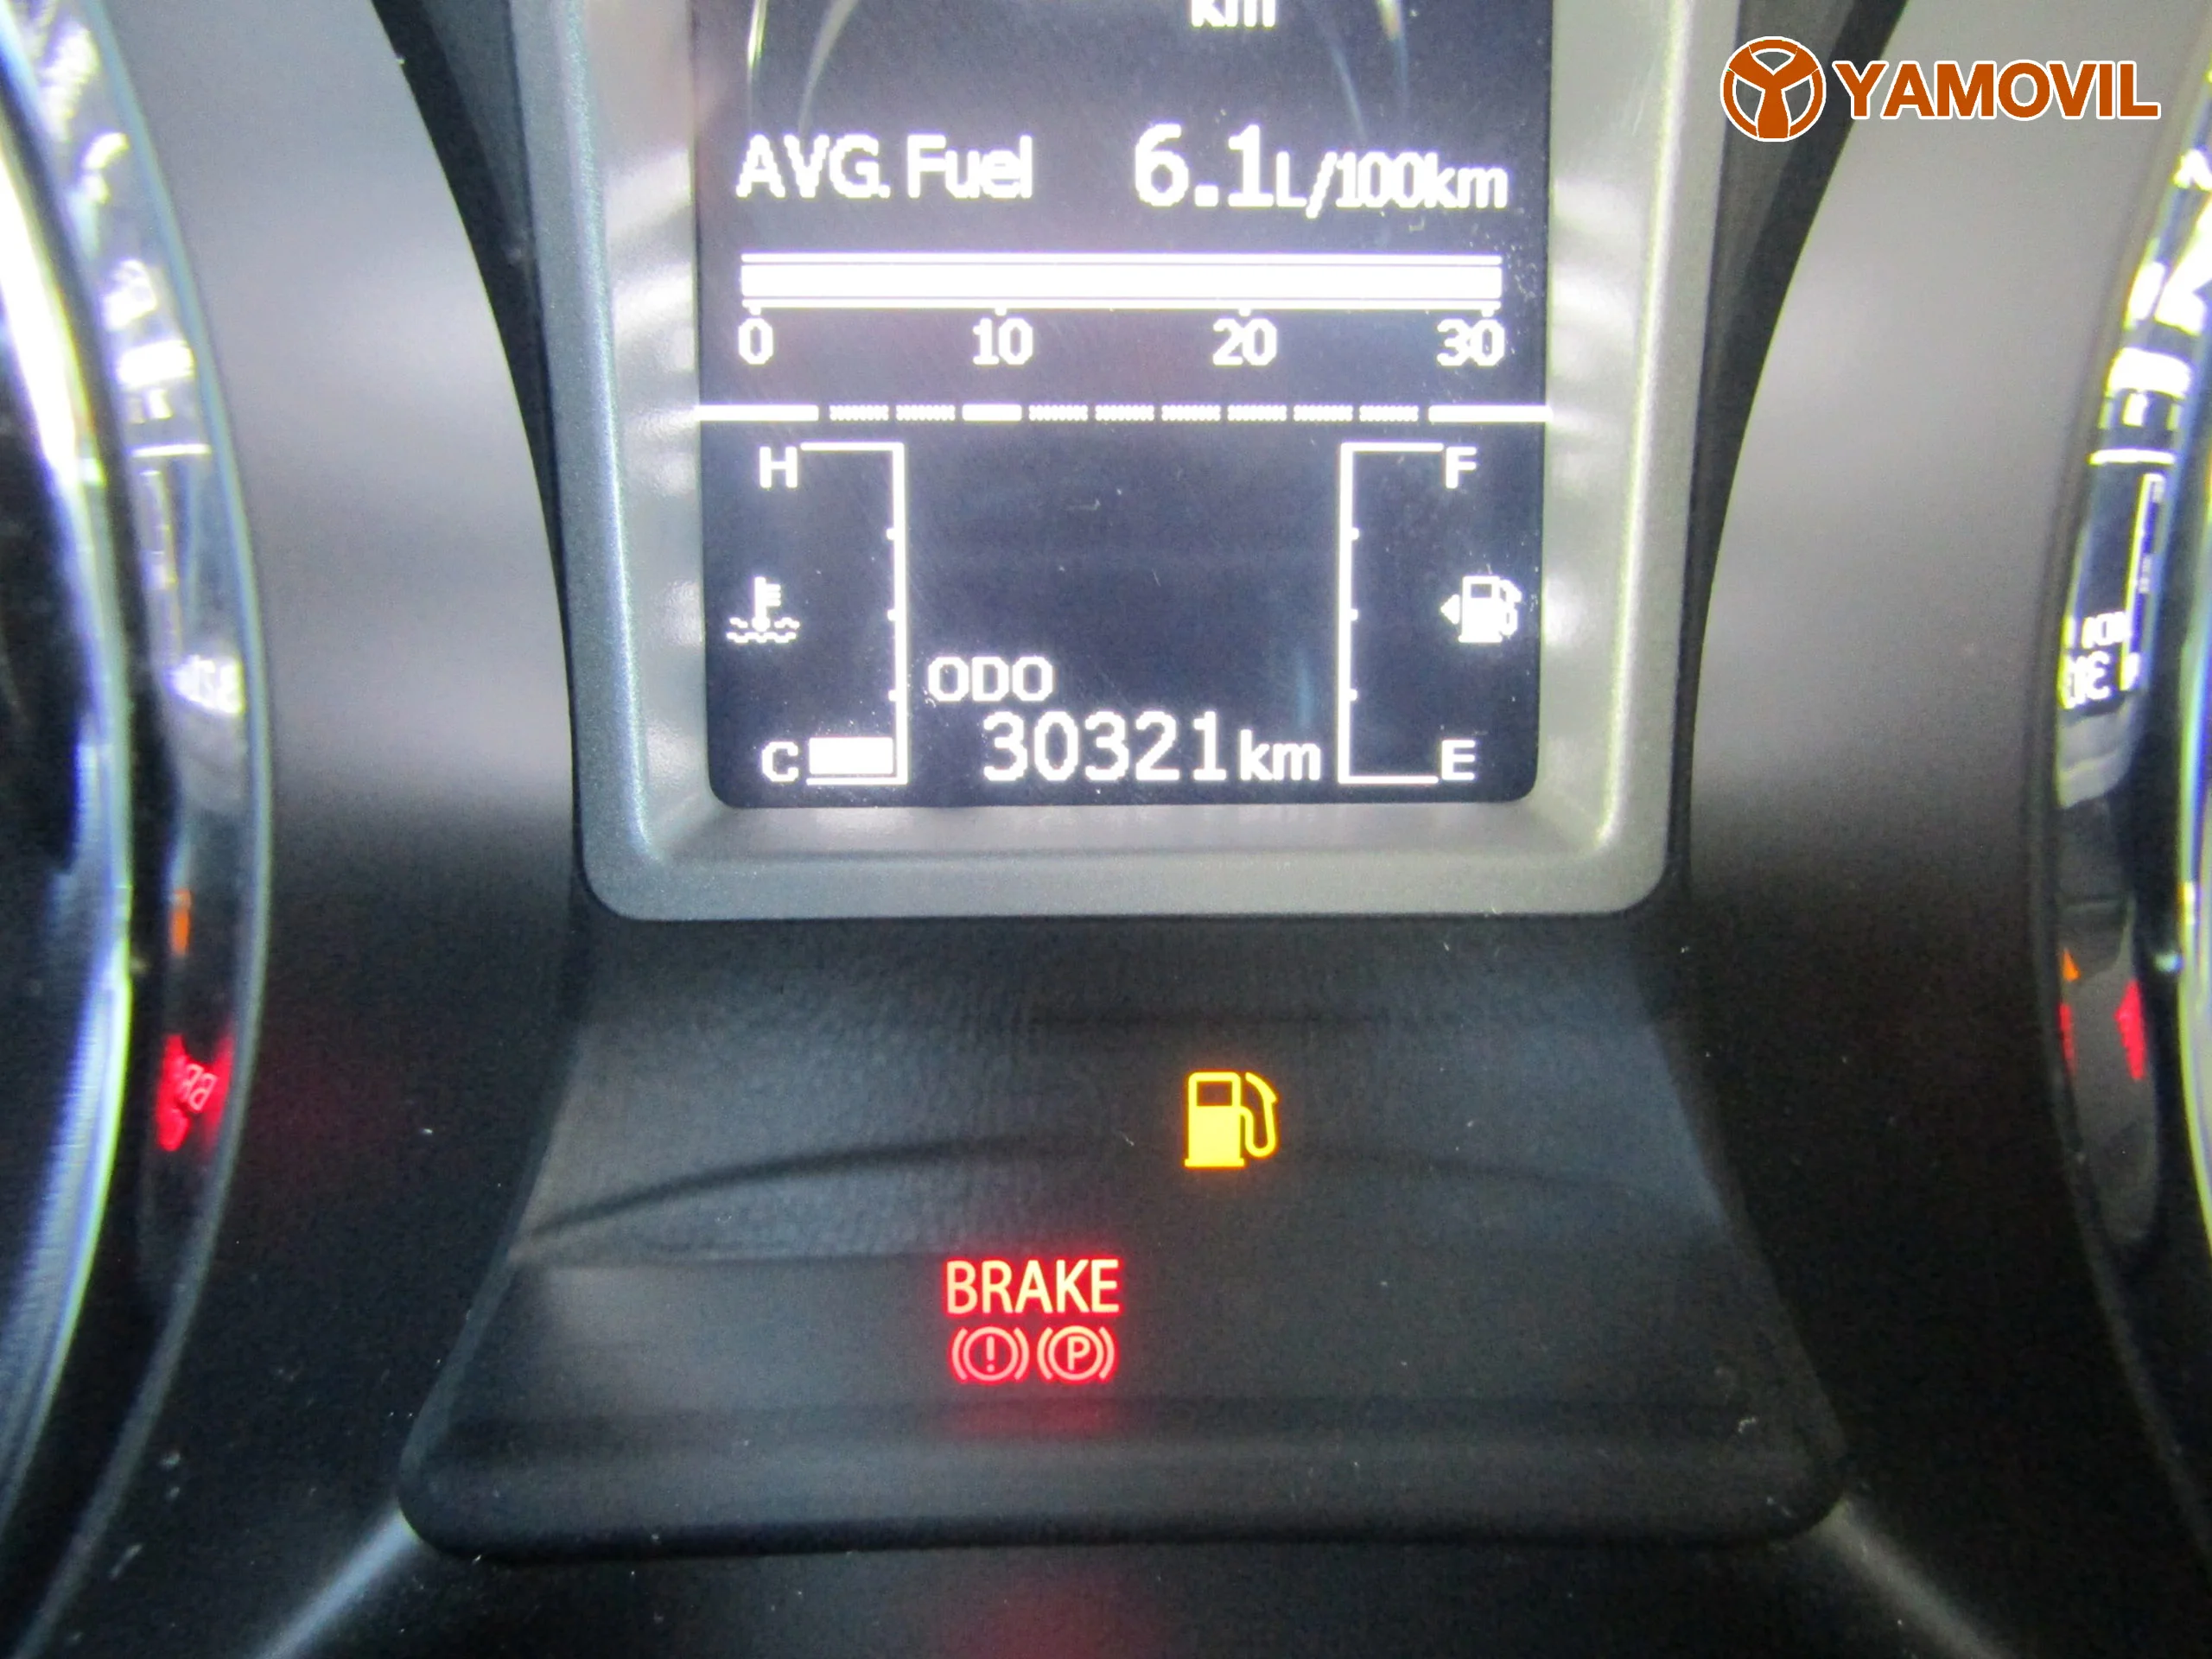 km
YAMOVIL
AVG. Fuel 6.1L/100km
0 10 20 30
H F
ODO
30321km
C E
BRAKE
(!) (P)